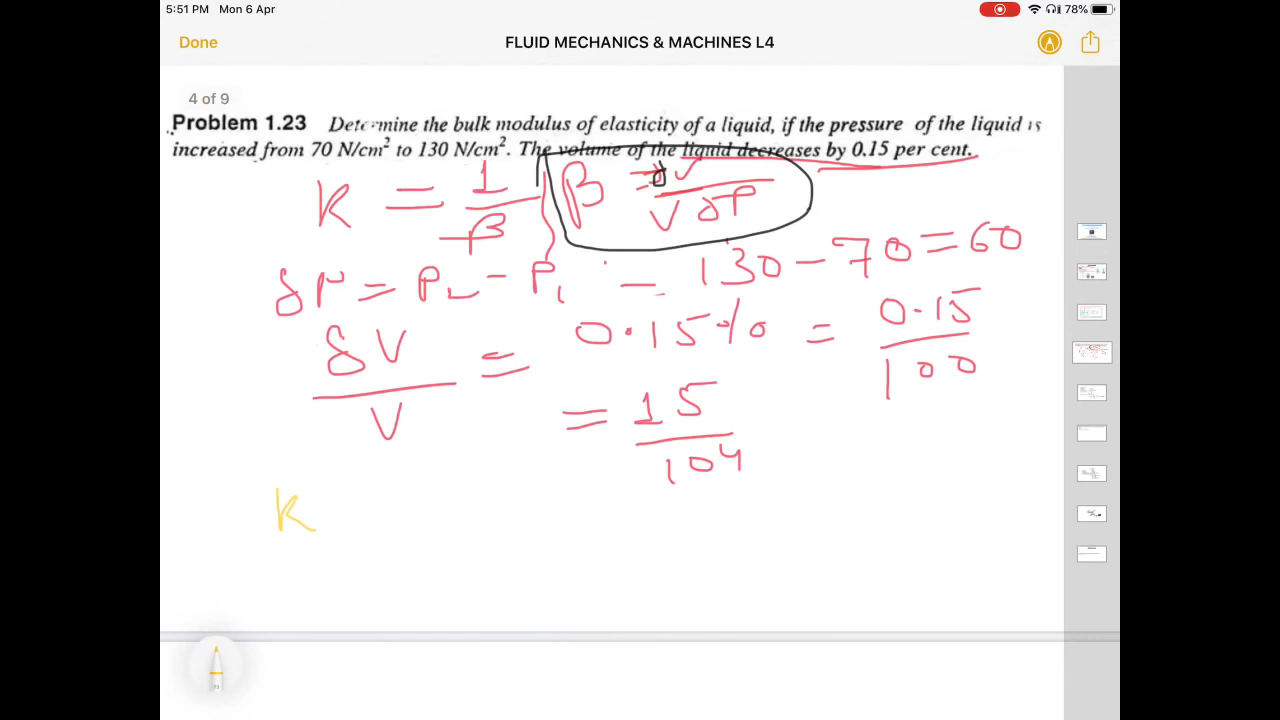 5:51 PM Mon 6 Apr 78%
Done FLUID MECHANICS & MACHINES L4
4 of 9
Problem 1.23 Determine the bulk modulus of elasticity of a liquid, if the pressure of the liquid is
increased from 70 N/cm² to 130 N/cm². The volume of the liquid decreases by 0.15 per cent.
K = 1/β β = δV/V δP
δP = P₂ - P₁ = 130 - 70 = 60
δV/V = 0.15% = 0.15/100
= 15/10⁴
K